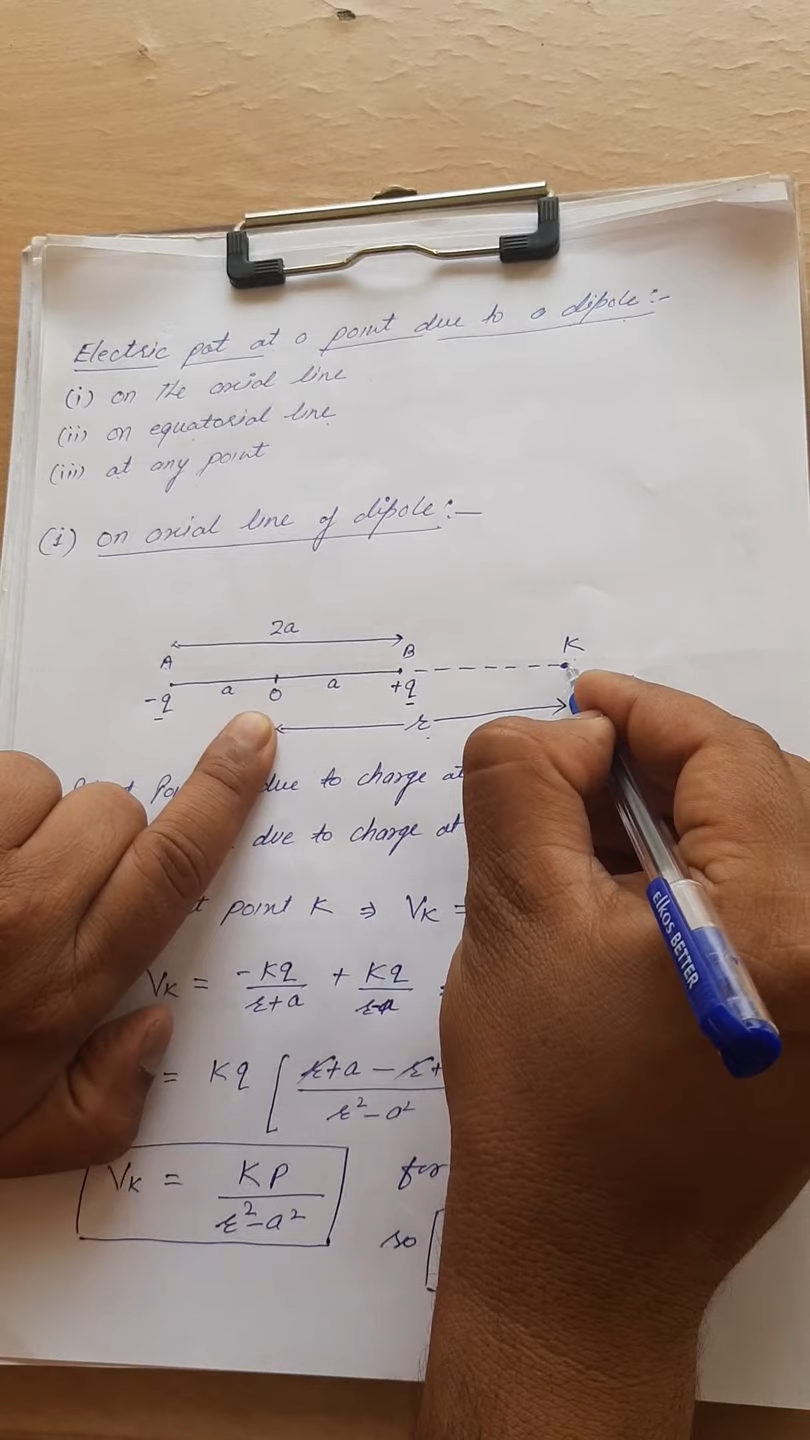 Electric pot at a point due to a dipole :-
(i) on the axial line
(ii) on equatorial line
(iii) at any point
(i) on axial line of dipole :-
2a
A B K
-q a O a +q
r
due to charge at
due to charge at
point K ⇒ VK =
VK = -Kq/r+a + Kq/r-a =
= Kq [ r+a - r+ / r²-a²
VK = KP / r²-a² for
so
elkos BETTER